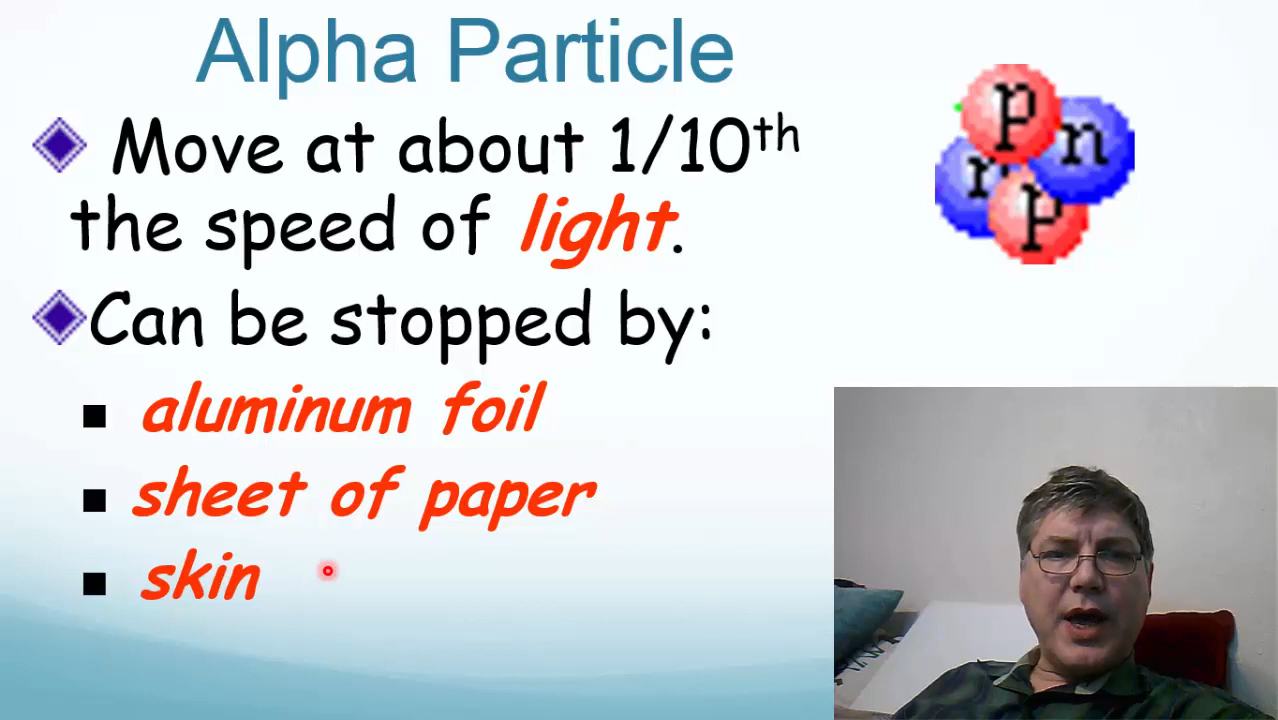 Alpha Particle
Move at about 1/10th
the speed of light.
Can be stopped by:
aluminum foil
sheet of paper
skin
p
n
n
p